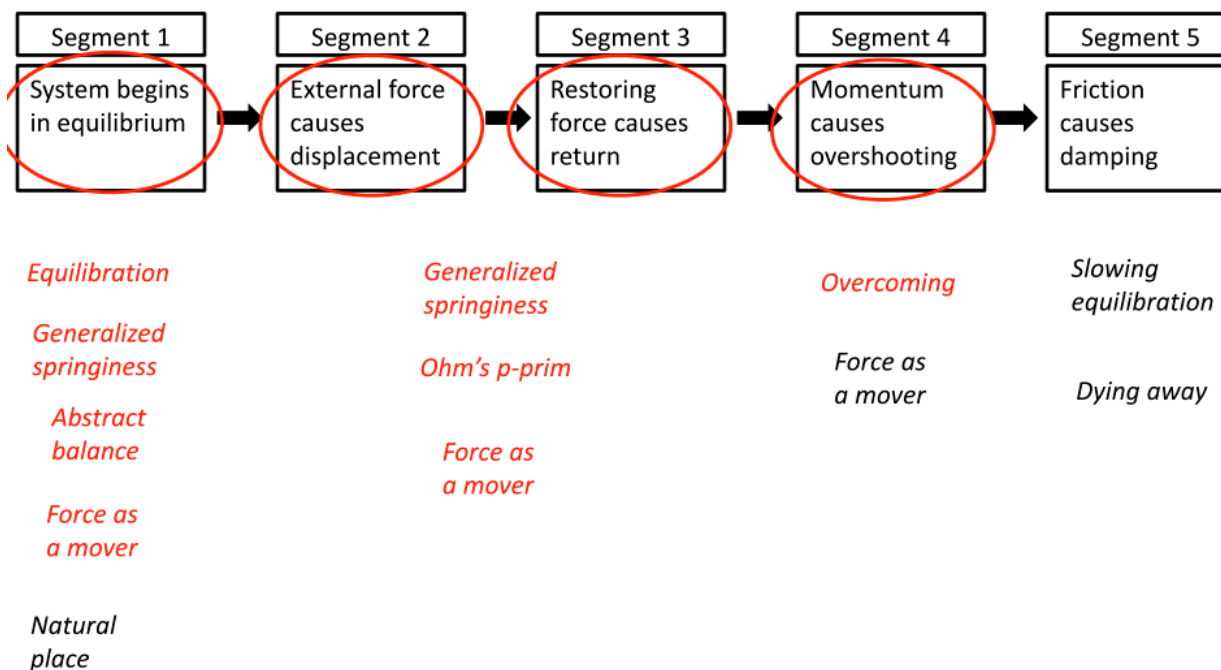 Segment 1
Segment 2
Segment 3
Segment 4
Segment 5
System begins
in equilibrium
External force
causes
displacement
Restoring
force causes
return
Momentum
causes
overshooting
Friction
causes
damping
Equilibration
Generalized
springiness
Abstract
balance
Force as
a mover
Natural
place
Generalized
springiness
Ohm's p-prim
Force as
a mover
Overcoming
Force as
a mover
Slowing
equilibration
Dying away